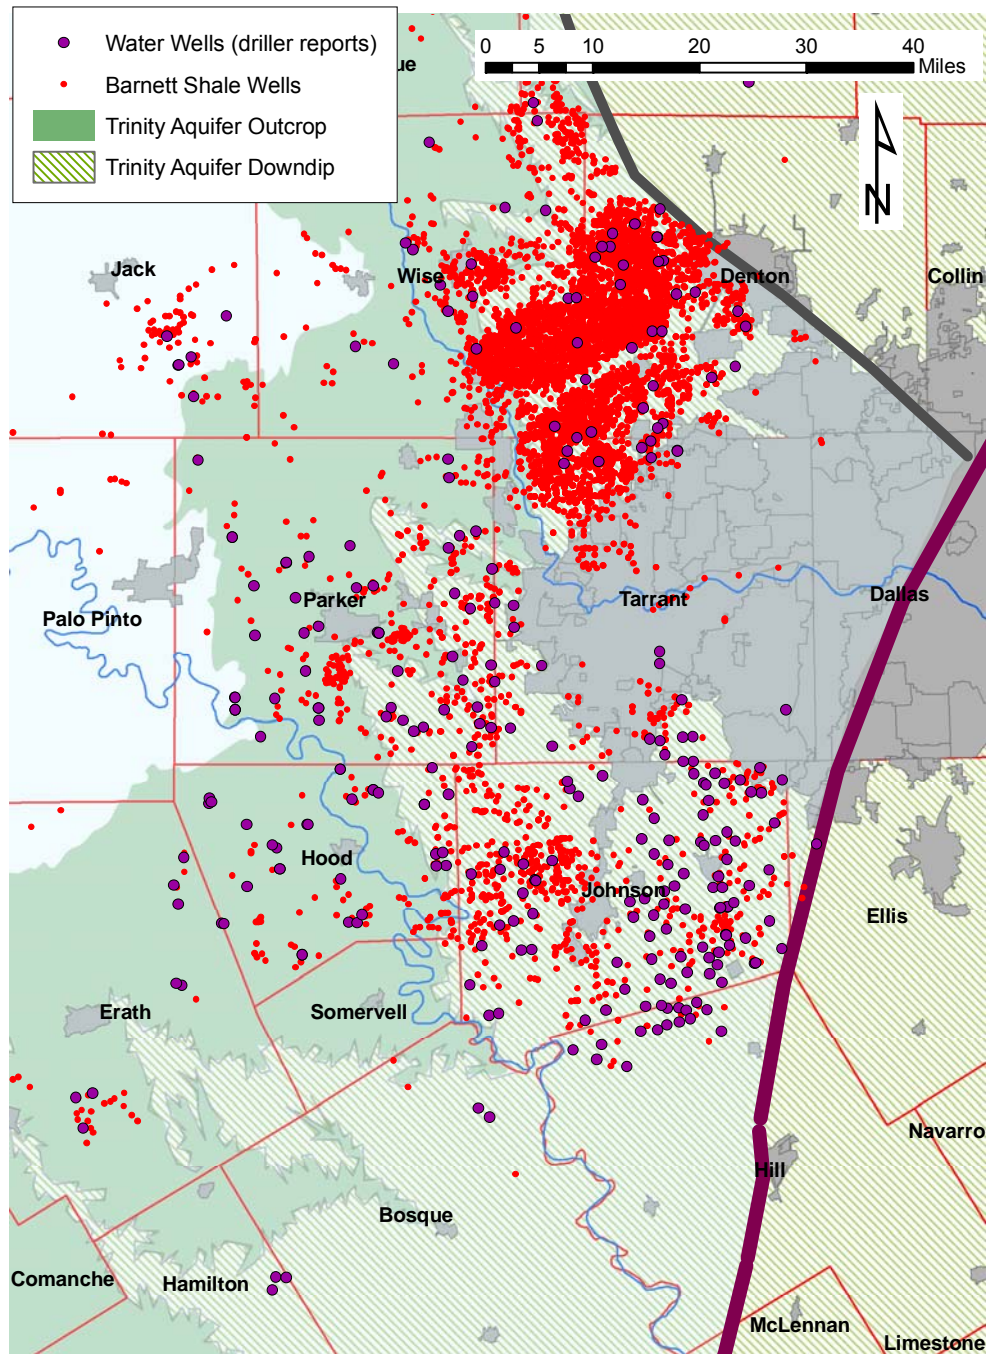 Water Wells (driller reports)
Barnett Shale Wells
Trinity Aquifer Outcrop
Trinity Aquifer Downdip
ue
0 5 10 20 30 40
Miles
N
Jack
Wise
Denton
Collin
Palo Pinto
Parker
Tarrant
Dallas
Hood
Johnson
Ellis
Erath
Somervell
Navarro
Hill
Bosque
Comanche
Hamilton
McLennan
Limestone